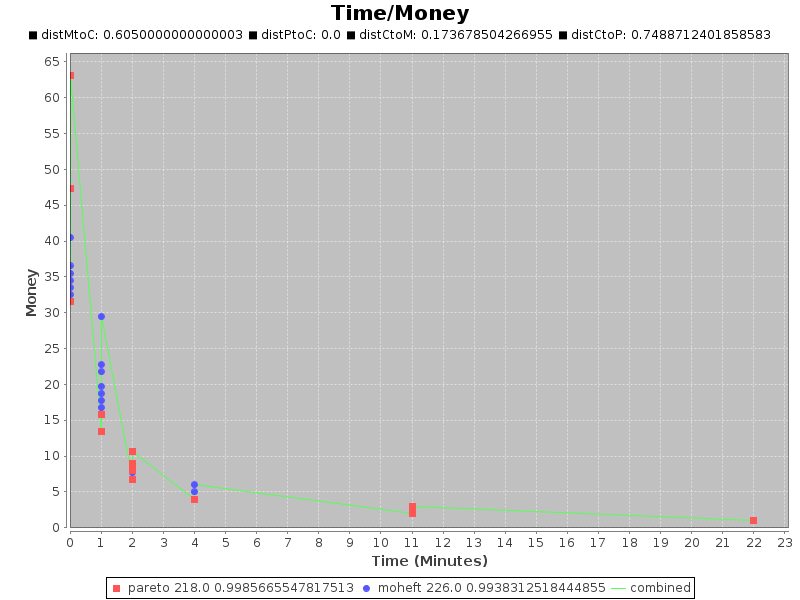 Time/Money
distMtoC: 0.6050000000000003 distPtoC: 0.0 distCtoM: 0.173678504266955 distCtoP: 0.7488712401858583
65
60
55
50
45
40
35
30
25
20
15
10
5
0
Money
0 1 2 3 4 5 6 7 8 9 10 11 12 13 14 15 16 17 18 19 20 21 22 23
Time (Minutes)
pareto 218.0 0.9985665547817513 moheft 226.0 0.9938312518444855 combined